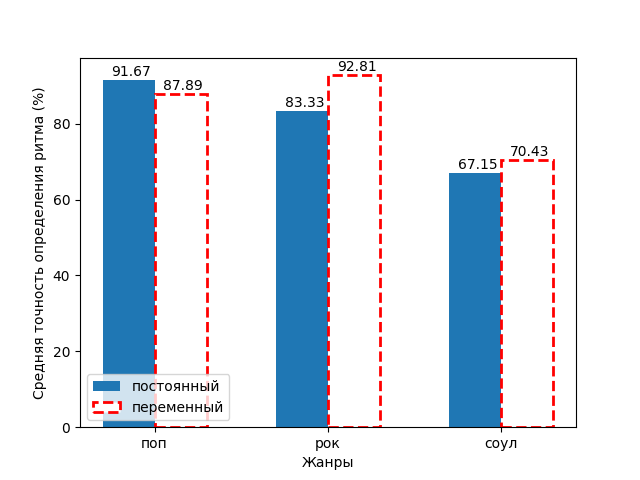 91.67
87.89
83.33
92.81
67.15
70.43
Средняя точность определения ритма (%)
80
60
40
20
0
постоянный
переменный
поп
рок
соул
Жанры